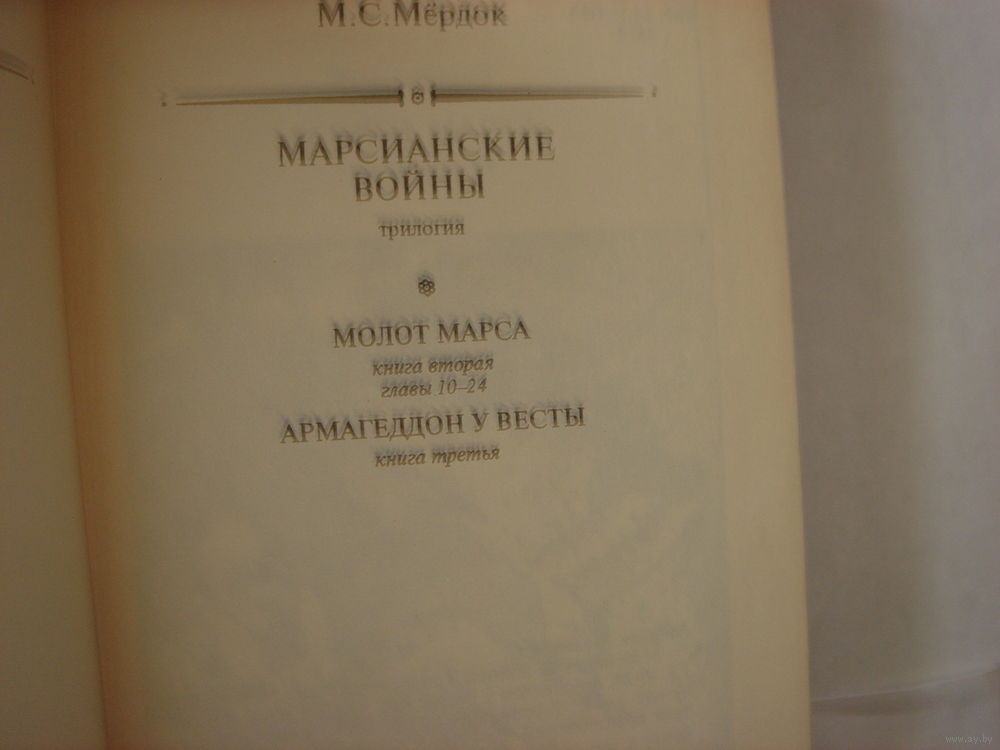 М.С.Мёрдок
МАРСИАНСКИЕ
ВОЙНЫ
трилогия
МОЛОТ МАРСА
книга вторая
главы 10–24
АРМАГЕДДОН У ВЕСТЫ
книга третья
www.ay.by